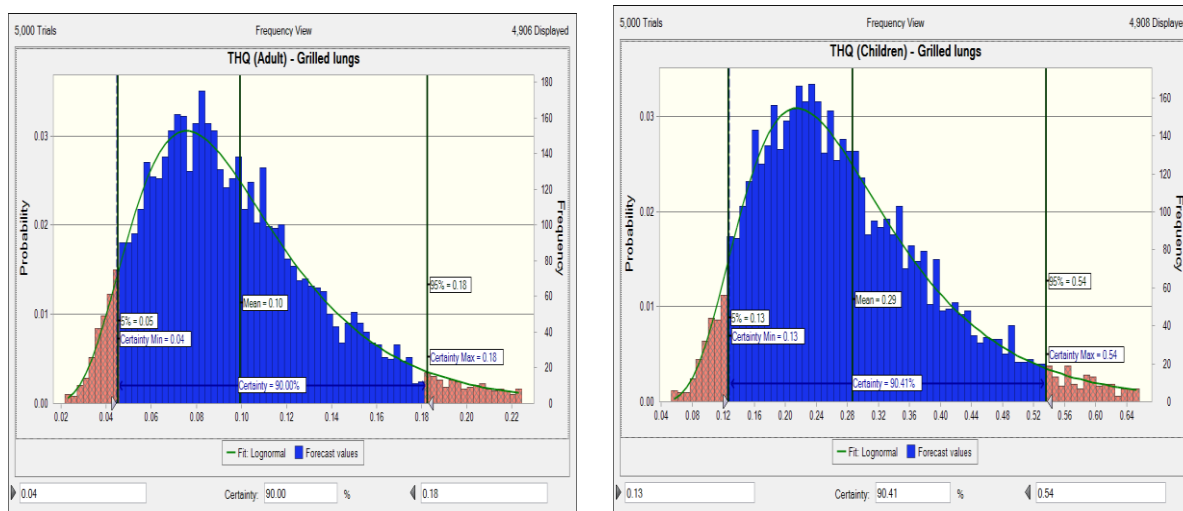 5,000 Trials Frequency View 4,906 Displayed
THQ (Adult) - Grilled lungs
Probability
0.03
0.02
0.01
0.00
180
160
140
120
100
80
60
40
20
0
Frequency
95% = 0.18
Mean = 0.10
5% = 0.05
Certainty Min = 0.04
Certainty Max = 0.18
Certainty = 90.00%
0.02 0.04 0.06 0.08 0.10 0.12 0.14 0.16 0.18 0.20 0.22
Fit: Lognormal Forecast values
0.04 Certainty: 90.00 % 0.18
5,000 Trials Frequency View 4,908 Displayed
THQ (Children) - Grilled lungs
Probability
0.03
0.02
0.01
0.00
160
140
120
100
80
60
40
20
0
Frequency
95% = 0.54
Mean = 0.29
5% = 0.13
Certainty Min = 0.13
Certainty Max = 0.54
Certainty = 90.41%
0.04 0.08 0.12 0.16 0.20 0.24 0.28 0.32 0.36 0.40 0.44 0.48 0.52 0.56 0.60 0.64
Fit: Lognormal Forecast values
0.13 Certainty: 90.41 % 0.54